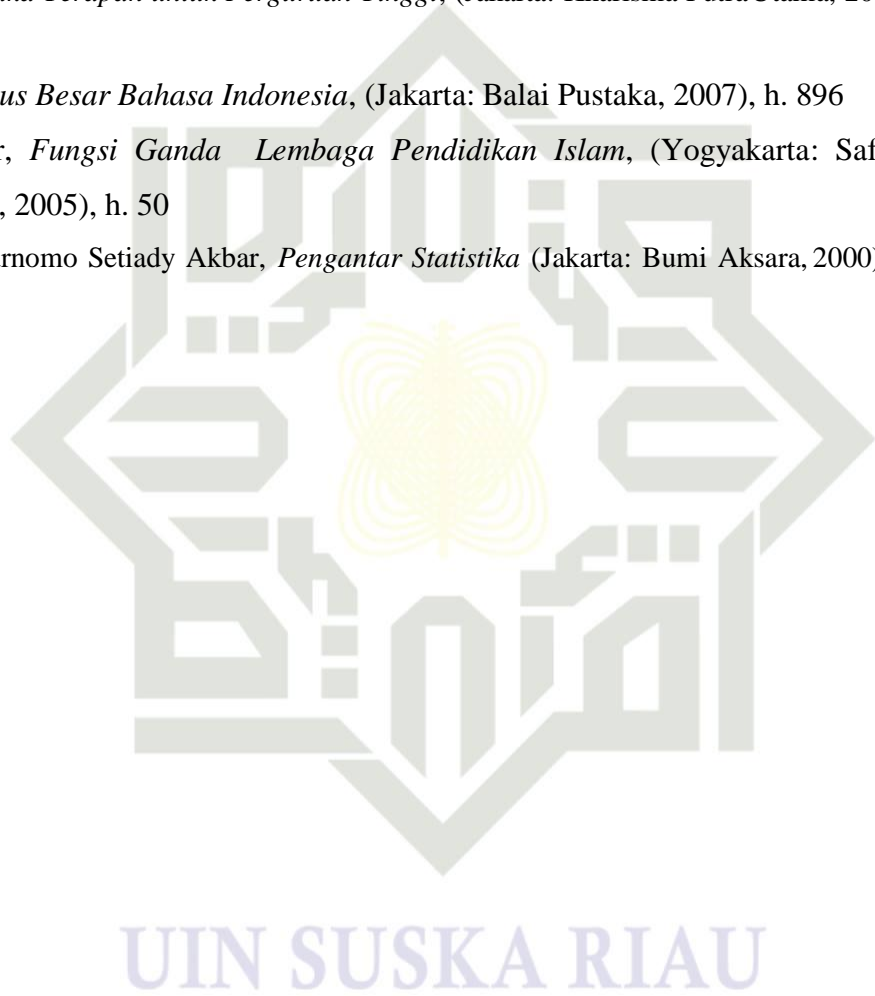 us Besar Bahasa Indonesia, (Jakarta: Balai Pustaka, 2007), h. 896
r, Fungsi Ganda Lembaga Pendidikan Islam, (Yogyakarta: Saf
, 2005), h. 50
rnomo Setiady Akbar, Pengantar Statistika (Jakarta: Bumi Aksara, 2000)
UIN SUSKA RIAU